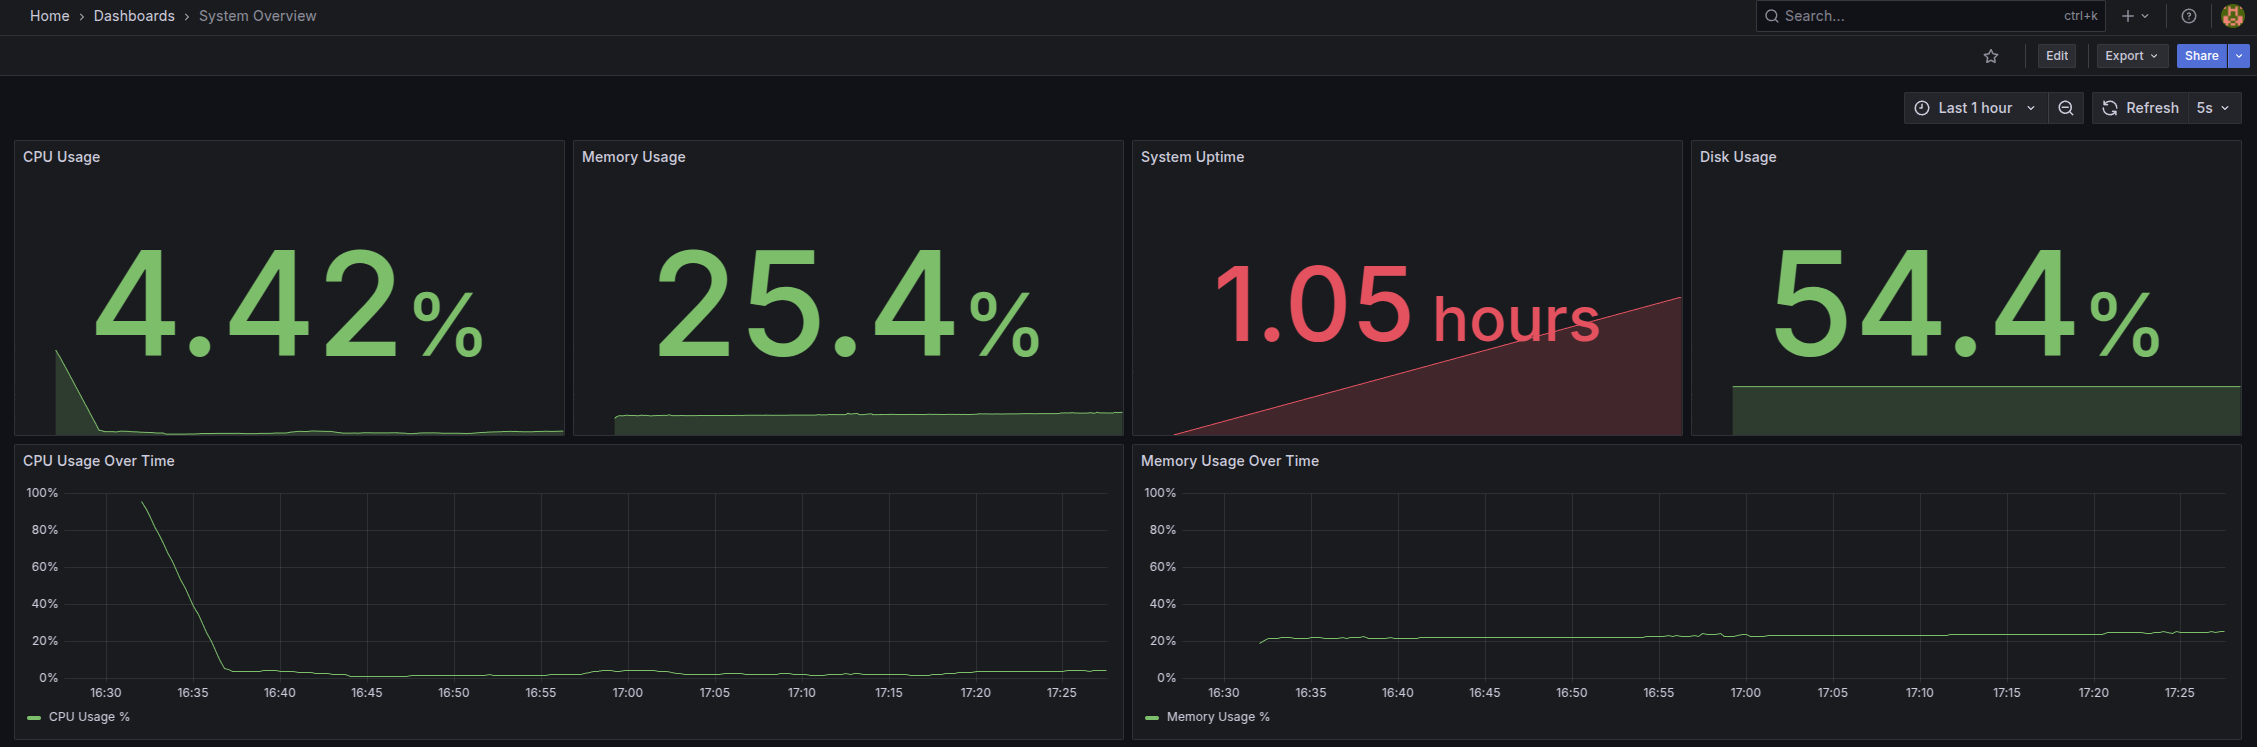 Home › Dashboards › System Overview
Search... ctrl+k
Edit Export Share
Last 1 hour Refresh 5s
CPU Usage
4.42%
Memory Usage
25.4%
System Uptime
1.05 hours
Disk Usage
54.4%
CPU Usage Over Time
100%
80%
60%
40%
20%
0%
16:30 16:35 16:40 16:45 16:50 16:55 17:00 17:05 17:10 17:15 17:20 17:25
CPU Usage %
Memory Usage Over Time
100%
80%
60%
40%
20%
0%
16:30 16:35 16:40 16:45 16:50 16:55 17:00 17:05 17:10 17:15 17:20 17:25
Memory Usage %